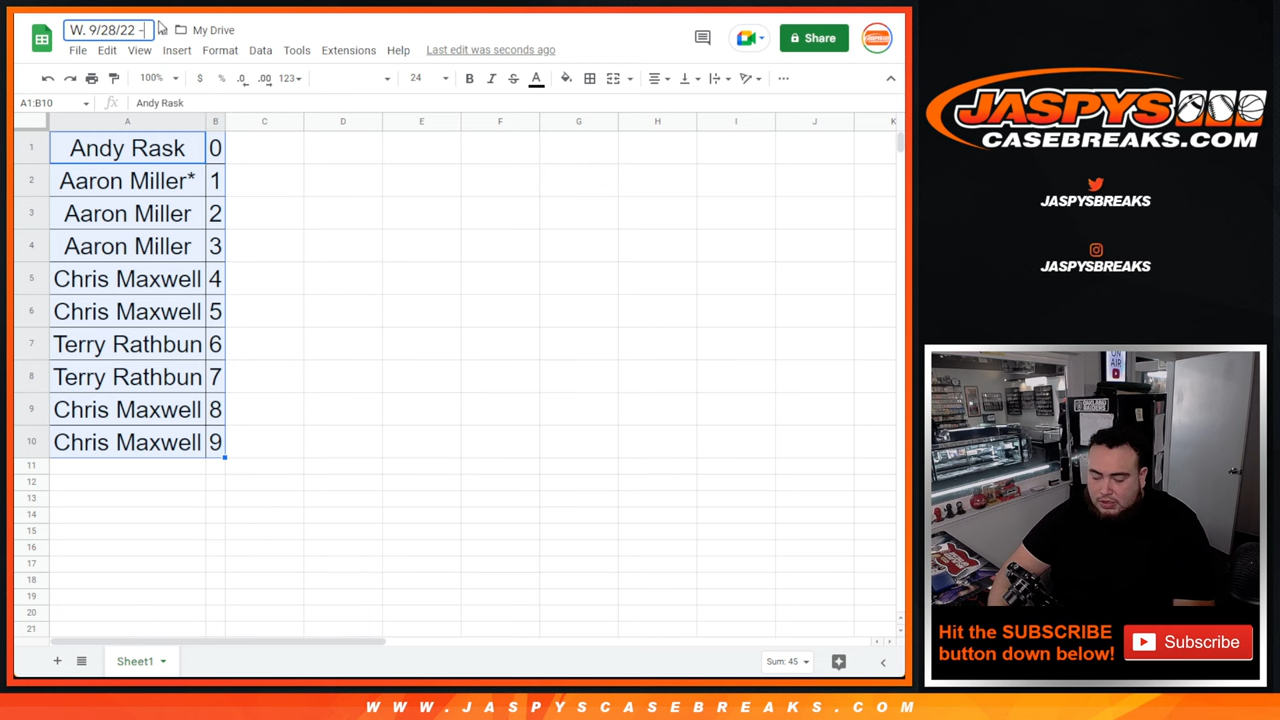 W. 9/28/22 -
My Drive
Share
File Edit View Insert Format Data Tools Extensions Help Last edit was seconds ago
100% $ % .0 .00 123 24 B I S A
A1:B10 fx Andy Rask
A B C D E F G H I J K
1 Andy Rask 0
2 Aaron Miller* 1
3 Aaron Miller 2
4 Aaron Miller 3
5 Chris Maxwell 4
6 Chris Maxwell 5
7 Terry Rathbun 6
8 Terry Rathbun 7
9 Chris Maxwell 8
10 Chris Maxwell 9
11
12
13
14
15
16
17
18
19
20
21
Sheet1
Sum: 45
JASPYS
CASEBREAKS.COM
JASPYSBREAKS
JASPYSBREAKS
ON
AIR
RAIDERS
Hit the SUBSCRIBE
button down below!
Subscribe
WWW.JASPYSCASEBREAKS.COM